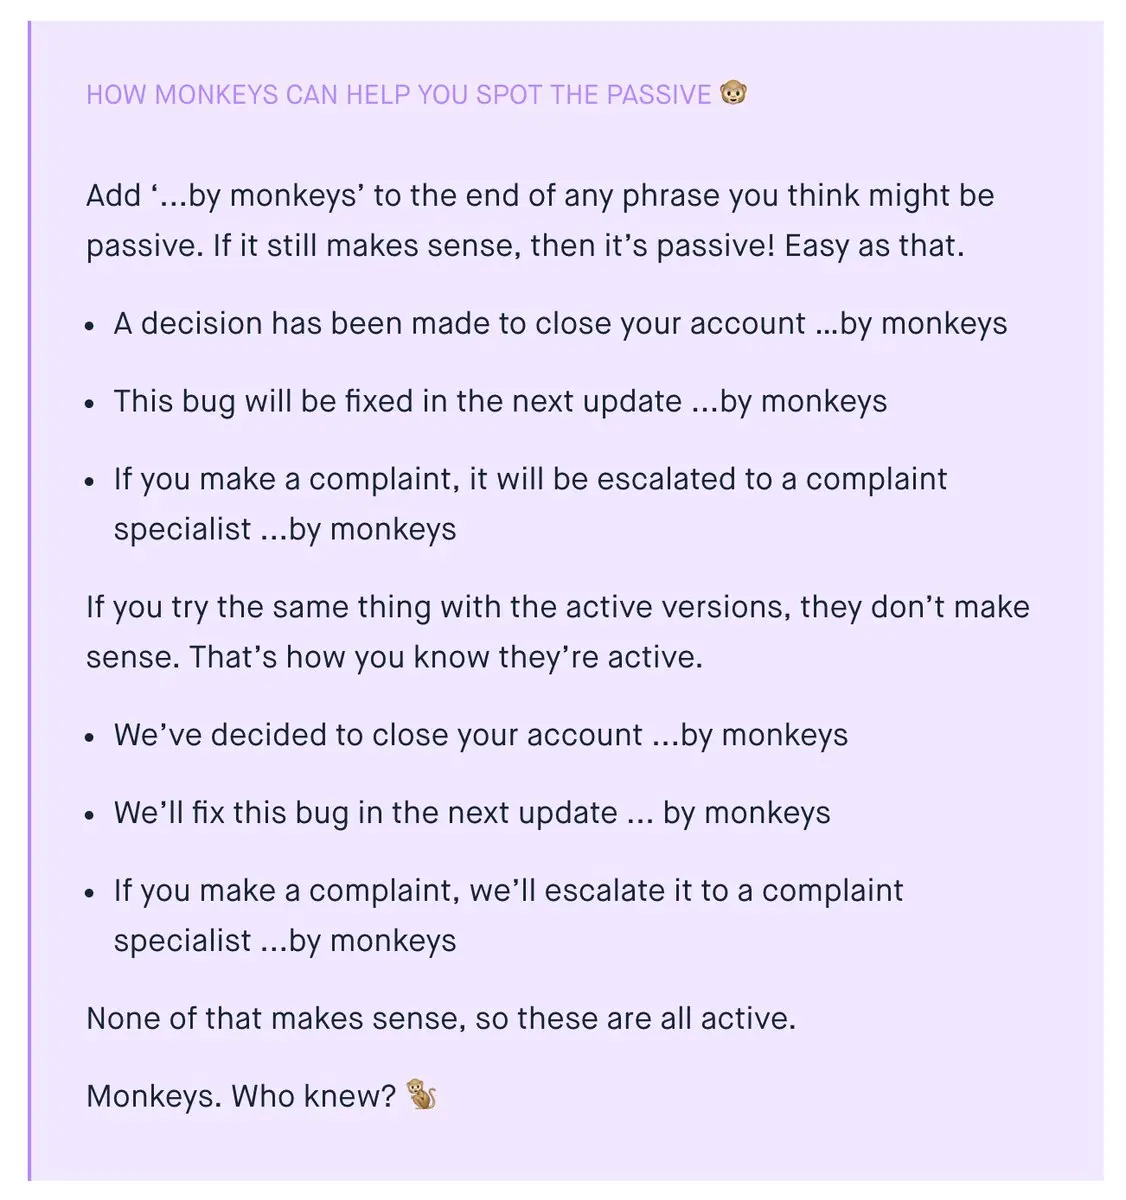 HOW MONKEYS CAN HELP YOU SPOT THE PASSIVE 🐵
Add ‘...by monkeys’ to the end of any phrase you think might be
passive. If it still makes sense, then it’s passive! Easy as that.
• A decision has been made to close your account ...by monkeys
• This bug will be fixed in the next update ...by monkeys
• If you make a complaint, it will be escalated to a complaint
specialist ...by monkeys
If you try the same thing with the active versions, they don’t make
sense. That’s how you know they’re active.
• We’ve decided to close your account ...by monkeys
• We’ll fix this bug in the next update ... by monkeys
• If you make a complaint, we’ll escalate it to a complaint
specialist ...by monkeys
None of that makes sense, so these are all active.
Monkeys. Who knew? 🐒